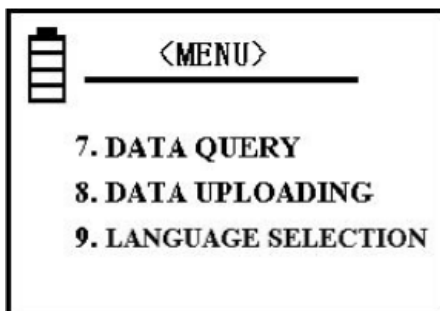 <MENU>
7. DATA QUERY
8. DATA UPLOADING
9. LANGUAGE SELECTION